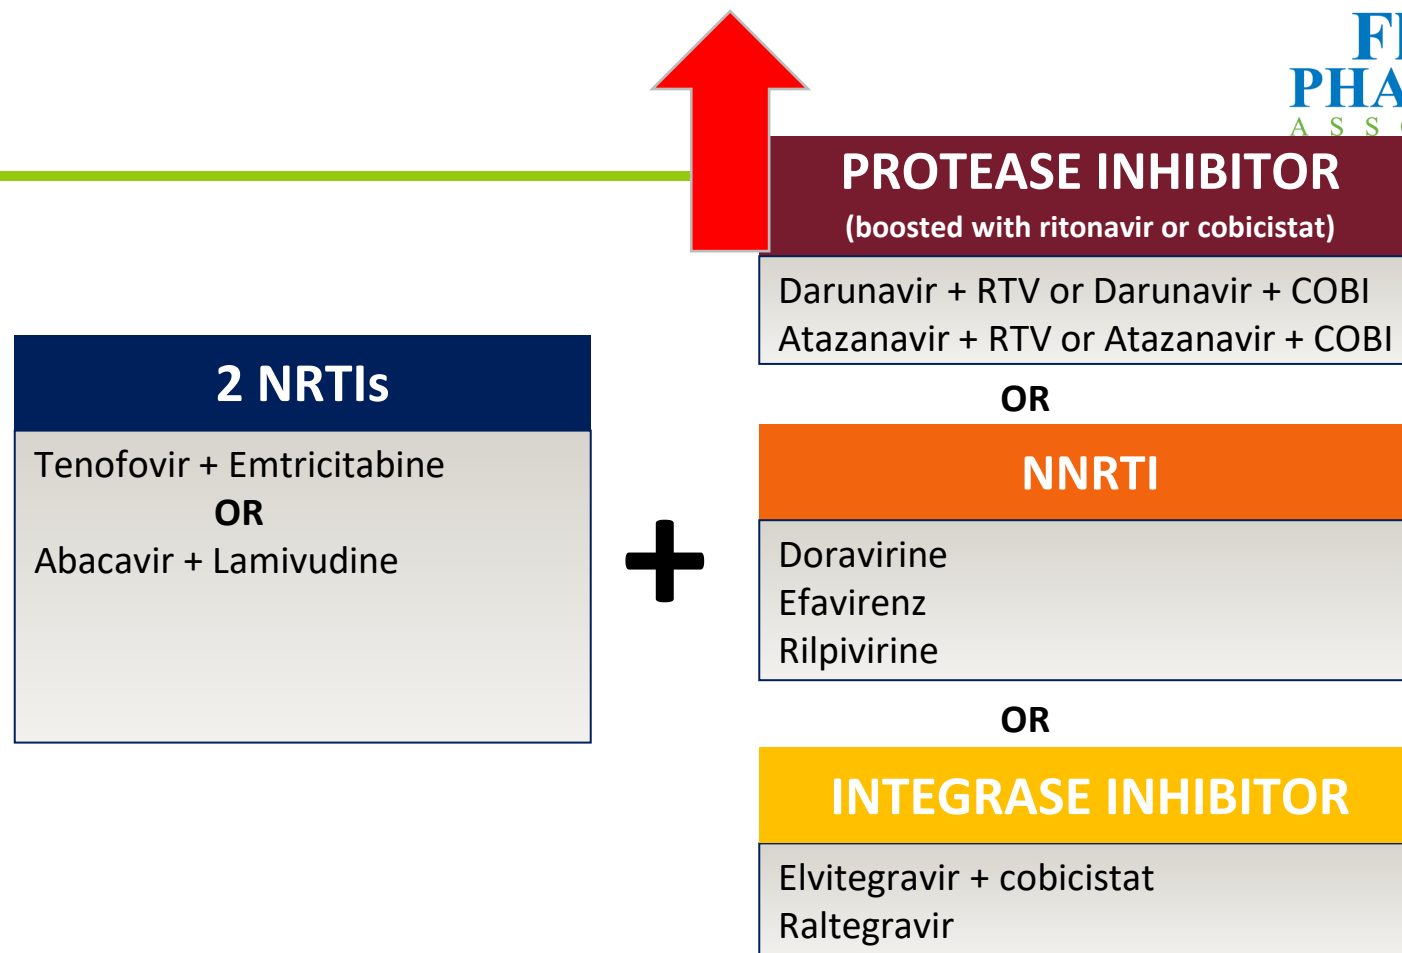 2 NRTIs
Tenofovir + Emtricitabine
OR
Abacavir + Lamivudine
+
PROTEASE INHIBITOR
(boosted with ritonavir or cobicistat)
Darunavir + RTV or Darunavir + COBI
Atazanavir + RTV or Atazanavir + COBI
OR
NNRTI
Doravirine
Efavirenz
Rilpivirine
OR
INTEGRASE INHIBITOR
Elvitegravir + cobicistat
Raltegravir